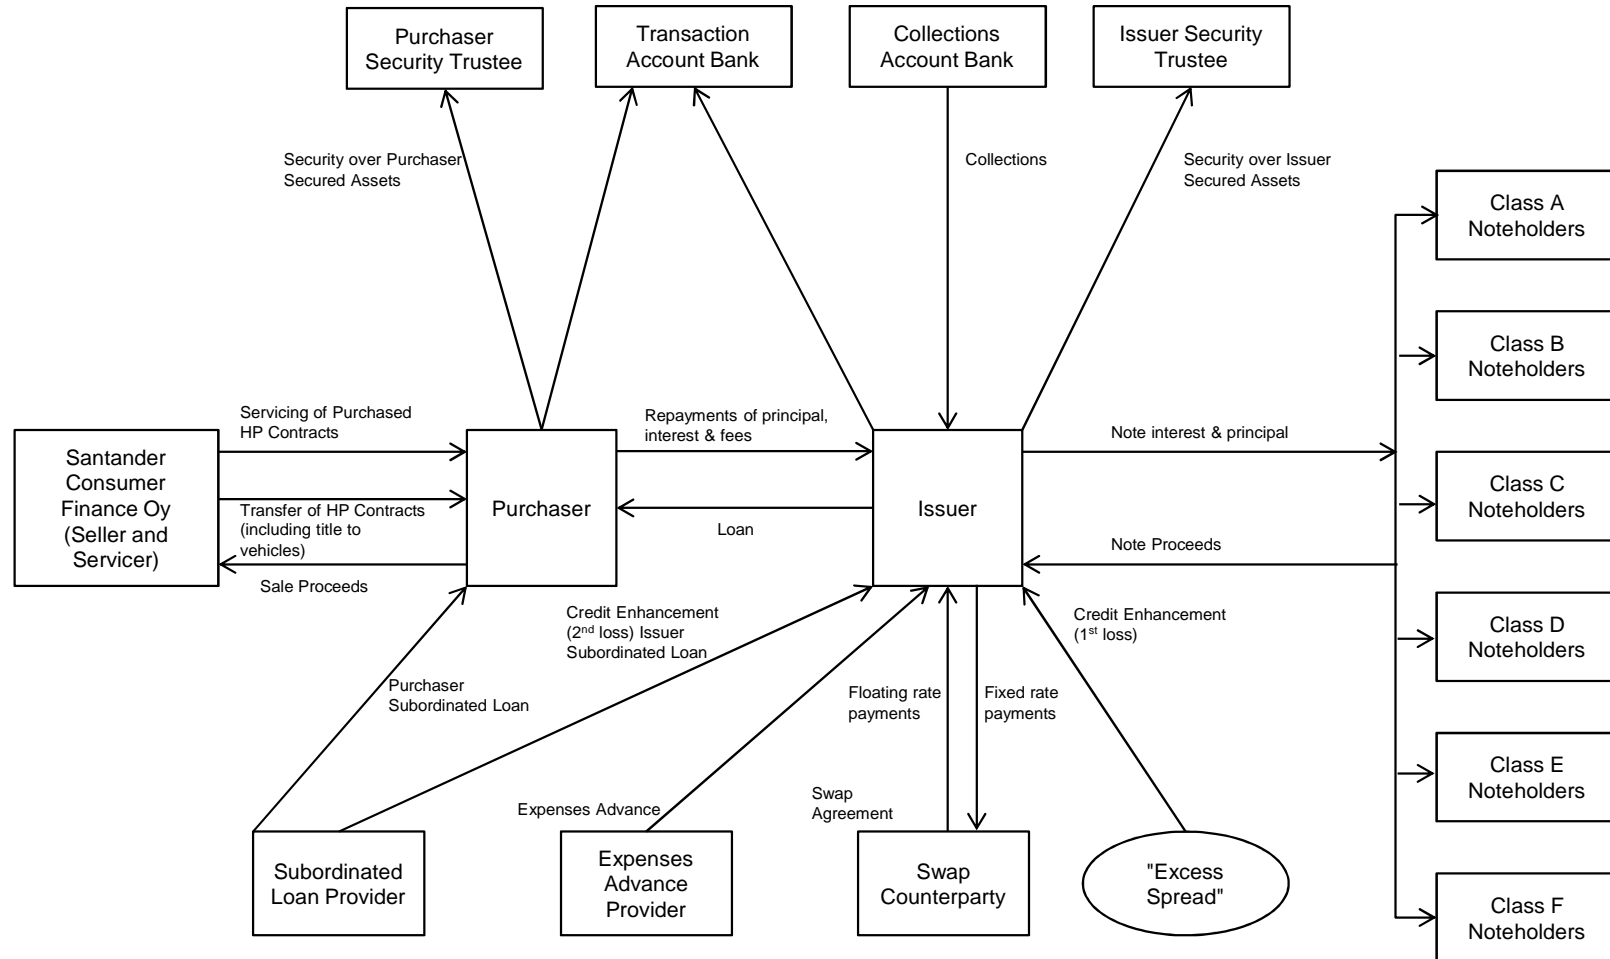 Purchaser
Security Trustee
Transaction
Account Bank
Collections
Account Bank
Issuer Security
Trustee
Security over Purchaser
Secured Assets
Collections
Security over Issuer
Secured Assets
Class A
Noteholders
Class B
Noteholders
Servicing of Purchased
HP Contracts
Repayments of principal,
interest & fees
Note interest & principal
Santander
Consumer
Finance Oy
(Seller and
Servicer)
Purchaser
Issuer
Class C
Noteholders
Transfer of HP Contracts
(including title to
vehicles)
Loan
Note Proceeds
Sale Proceeds
Credit Enhancement
(2nd loss) Issuer
Subordinated Loan
Credit Enhancement
(1st loss)
Class D
Noteholders
Purchaser
Subordinated Loan
Floating rate
payments
Fixed rate
payments
Expenses Advance
Swap
Agreement
Class E
Noteholders
Subordinated
Loan Provider
Expenses
Advance
Provider
Swap
Counterparty
"Excess
Spread"
Class F
Noteholders